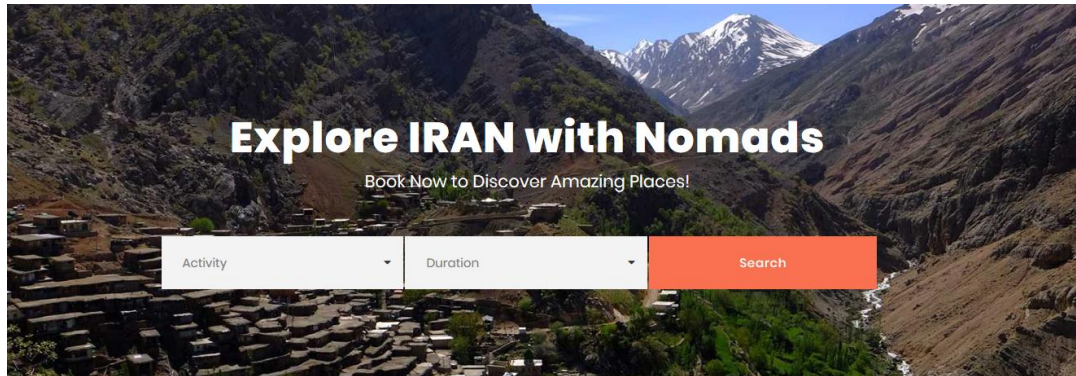 Explore IRAN with Nomads
Book Now to Discover Amazing Places!
Activity Duration Search